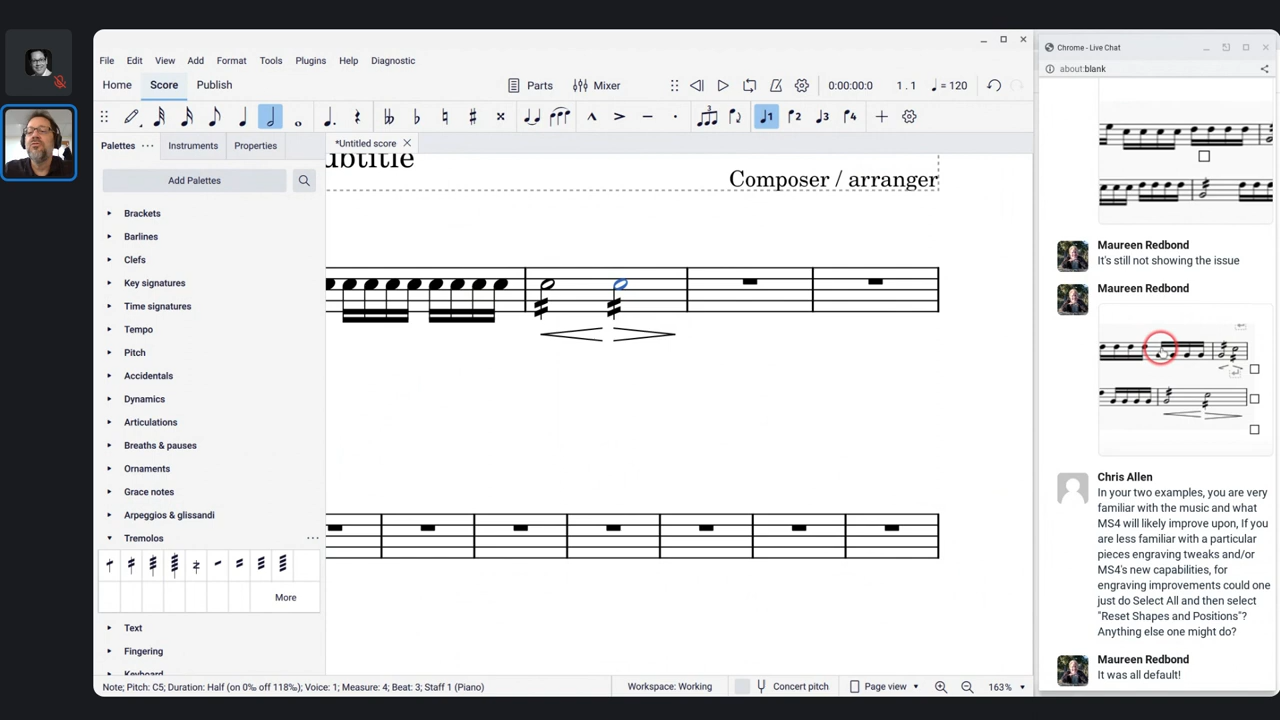 File Edit View Add Format Tools Plugins Help Diagnostic
Home Score Publish
Parts Mixer
0:00:00:0 1 . 1 = 120
1 2 3 4
Palettes Instruments Properties
Add Palettes
Brackets
Barlines
Clefs
Key signatures
Time signatures
Tempo
Pitch
Accidentals
Dynamics
Articulations
Breaths & pauses
Ornaments
Grace notes
Arpeggios & glissandi
Tremolos
More
Text
Fingering
Keyboard
*Untitled score
ubtitle
Composer / arranger
Note; Pitch: C5; Duration: Half (on 0‰ off 118‰); Voice: 1; Measure: 4; Beat: 3; Staff 1 (Piano)
Workspace: Working
Concert pitch
Page view
163%
Chrome - Live Chat
about:blank
Maureen Redbond
It's still not showing the issue
Maureen Redbond
Chris Allen
In your two examples, you are very
familiar with the music and what
MS4 will likely improve upon, If you
are less familiar with a particular
pieces engraving tweaks and/or
MS4's new capabilities, for
engraving improvements could one
just do Select All and then select
"Reset Shapes and Positions"?
Anything else one might do?
Maureen Redbond
It was all default!